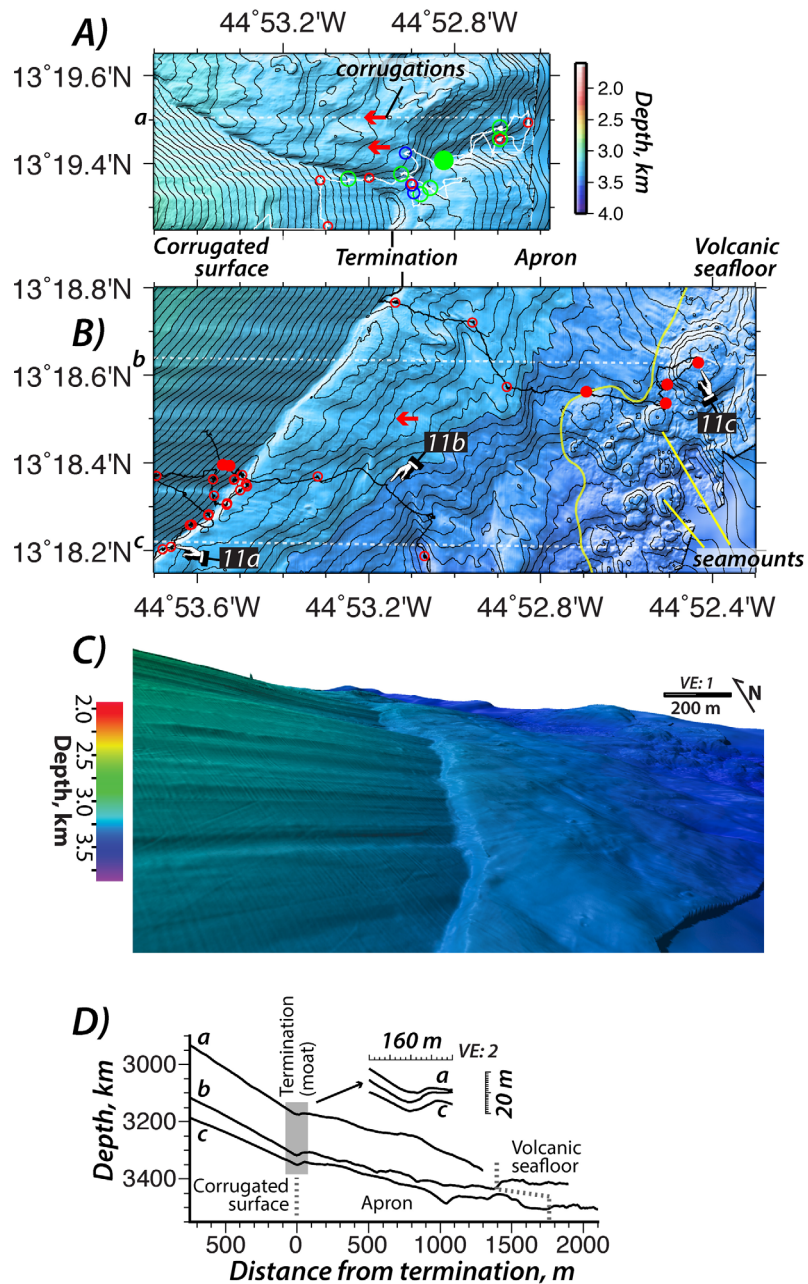 A)
44˚53.2'W 44˚52.8'W
13˚19.6'N
corrugations
a
13˚19.4'N
2.0
2.5
3.0
3.5
4.0
Depth, km
Corrugated
surface
Termination
Apron
Volcanic
seafloor
B)
13˚18.8'N
b
13˚18.6'N
11c
11b
13˚18.4'N
c
13˚18.2'N
11a
seamounts
44˚53.6'W 44˚53.2'W 44˚52.8'W 44˚52.4'W
C)
VE: 1
200 m
N
2.0
2.5
3.0
3.5
Depth, km
D)
a
b
c
3000
3200
3400
Depth, km
Termination
(moat)
160 m
VE: 2
a
c
20 m
Volcanic
seafloor
Corrugated
surface
Apron
500 0 500 1000 1500 2000
Distance from termination, m